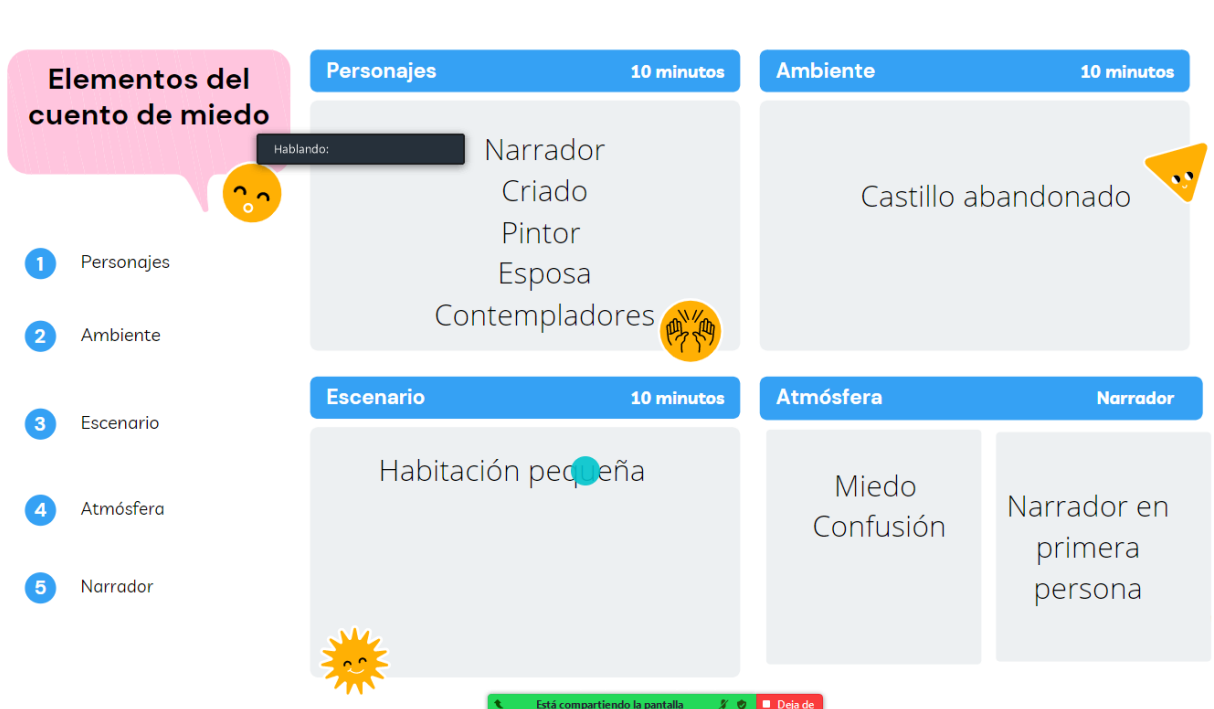 Elementos del
cuento de miedo
Hablando:
1 Personajes
2 Ambiente
3 Escenario
4 Atmósfera
5 Narrador
Personajes 10 minutos
Narrador
Criado
Pintor
Esposa
Contempladores
Ambiente 10 minutos
Castillo abandonado
Escenario 10 minutos
Habitación pequeña
Atmósfera Narrador
Miedo
Confusión
Narrador en
primera
persona
Está compartiendo la pantalla
Deja de